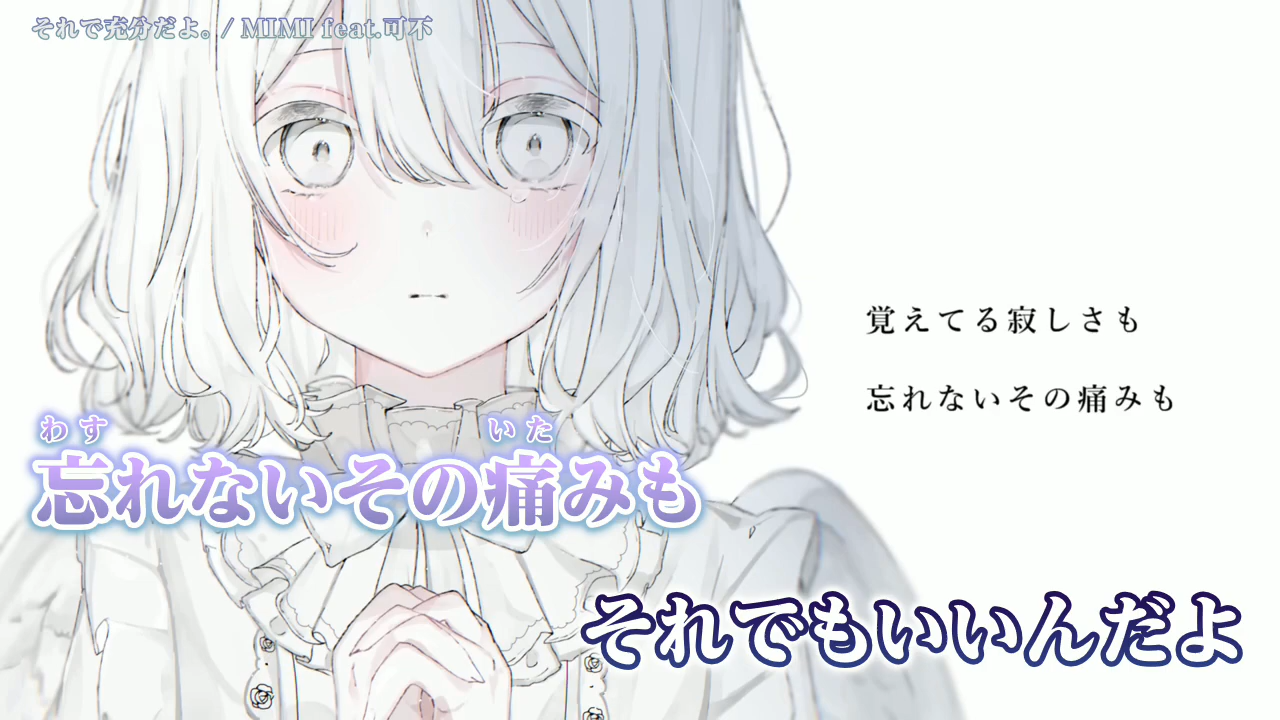 それで充分だよ。/ MIMI feat.可不
覚えてる寂しさも
忘れないその痛みも
わす いた
忘れないその痛みも
それでもいいんだよ